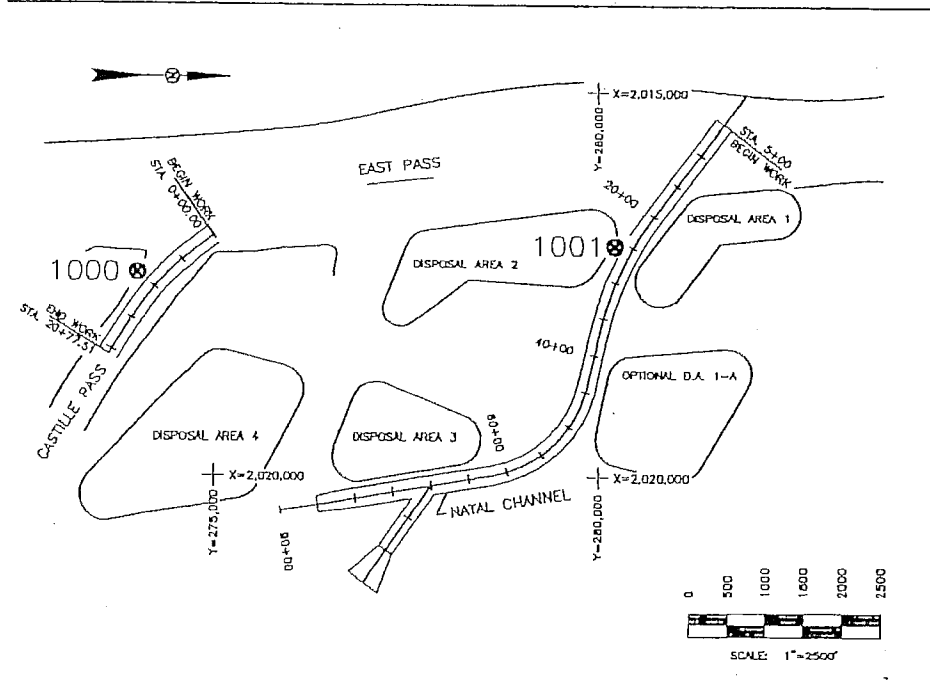 X=2,015,000
Y=280,000
STA. 5+00
BEGIN WORK
EAST PASS
BEGIN WORK
STA. 0+00.00
20+00
DISPOSAL AREA 1
1001
1000
DISPOSAL AREA 2
END WORK
STA. 20+77.51
40+00
OPTIONAL D.A. 1-A
CASTILLE PASS
DISPOSAL AREA 4
DISPOSAL AREA 3
60+00
X=2,020,000
Y=275,000
X=2,020,000
Y=280,000
NATAL CHANNEL
0
500
1000
1500
2000
2500
SCALE: 1"=2500'